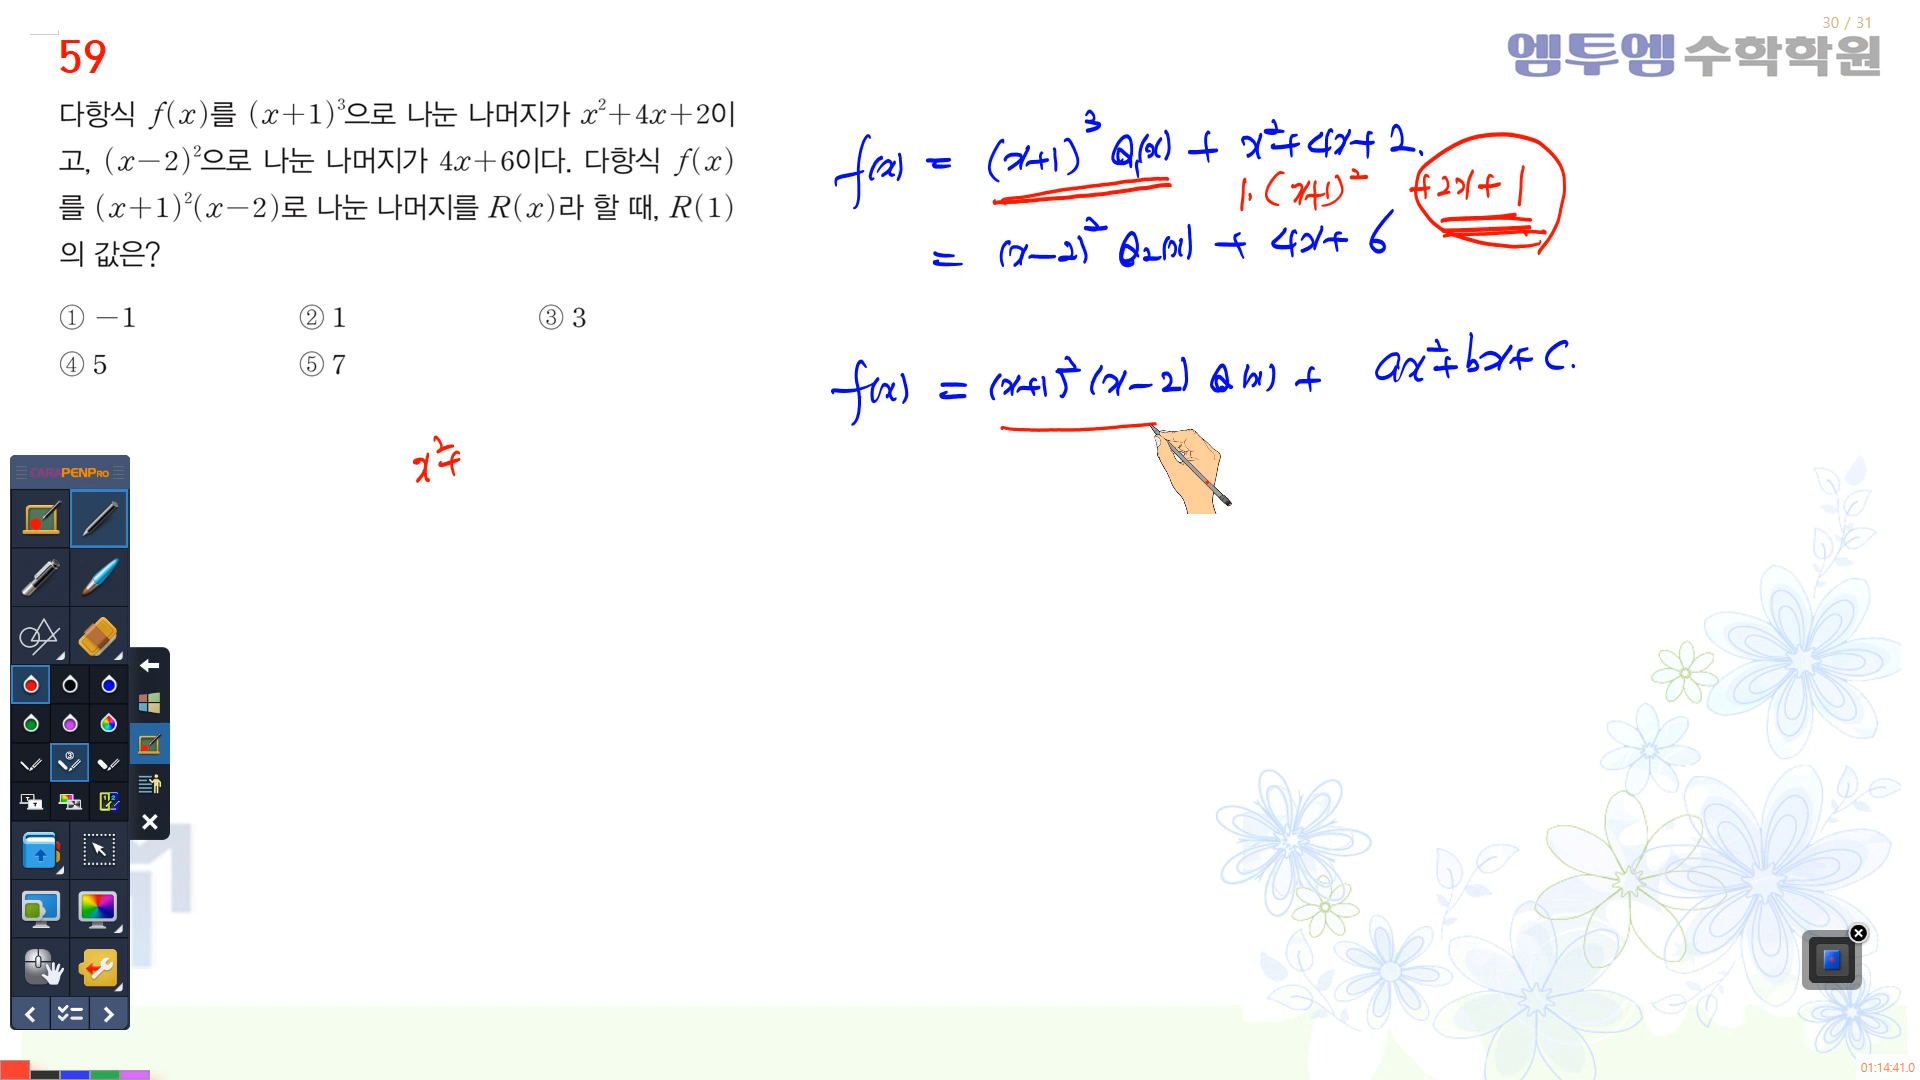 30 / 31
엠투엠 수학학원
59
다항식 f(x)를 (x+1)³으로 나눈 나머지가 x²+4x+2이
고, (x−2)²으로 나눈 나머지가 4x+6이다. 다항식 f(x)
를 (x+1)²(x−2)로 나눈 나머지를 R(x)라 할 때, R(1)
의 값은?
① −1 ② 1 ③ 3
④ 5 ⑤ 7
f(x) = (x+1)³ Q₁(x) + x²+4x+2.
1·(x+1)² +2x+1
= (x−2)² Q₂(x) + 4x+6
f(x) = (x+1)²(x−2) Q(x) + ax²+bx+c.
x²+
CARAPENPRO
01:14:41.0